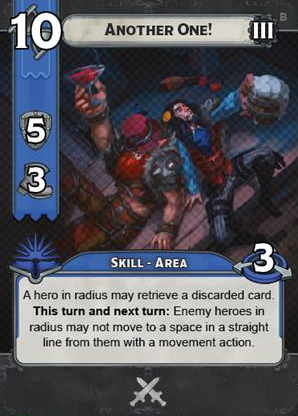 10
ANOTHER ONE!
III
B
5
3
SKILL - AREA
3
A hero in radius may retrieve a discarded card.
This turn and next turn: Enemy heroes in
radius may not move to a space in a straight
line from them with a movement action.